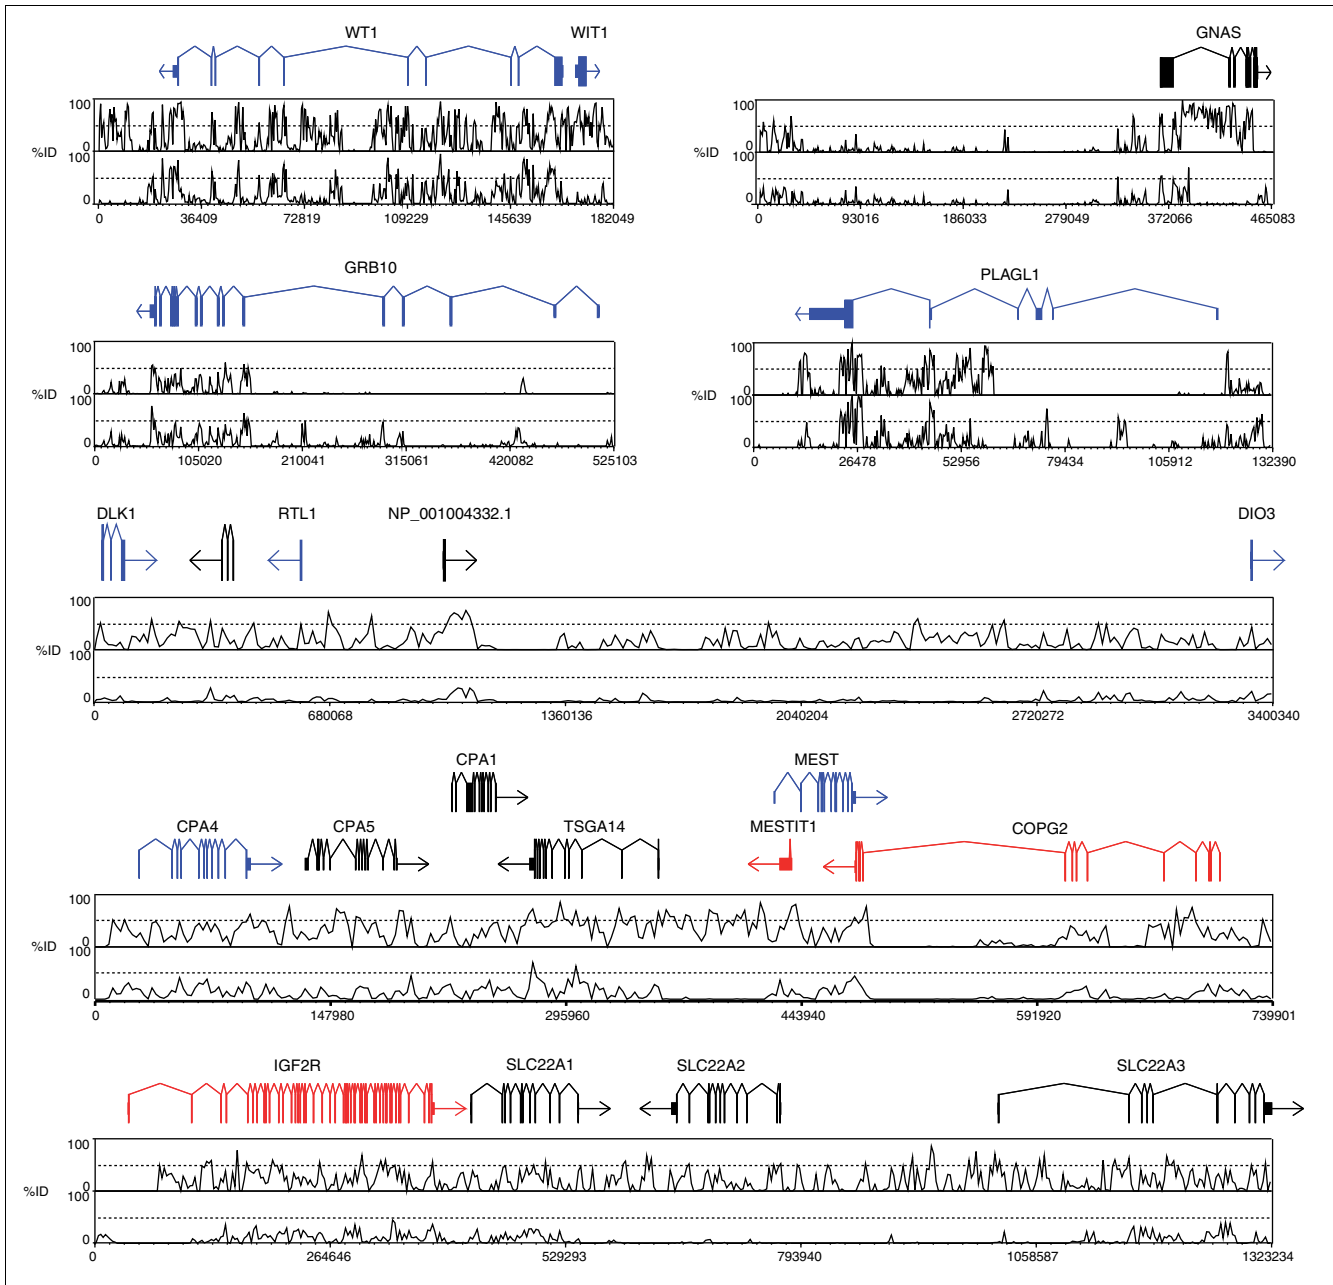 WT1 WIT1 GNAS
100 100
%ID 0 %ID 0
100 100
0 0
0 36409 72819 109229 145639 182049 0 93016 186033 279049 372066 465083
GRB10 PLAGL1
100 100
%ID 0 %ID 0
100 100
0 0
0 105020 210041 315061 420082 525103 0 26478 52956 79434 105912 132390
DLK1 RTL1 NP_001004332.1 DIO3
100
%ID 0
100
0
0 680068 1360136 2040204 2720272 3400340
CPA1 MEST
CPA4 CPA5 TSGA14 MESTIT1 COPG2
100
%ID 0
100
0
0 147980 295960 443940 591920 739901
IGF2R SLC22A1 SLC22A2 SLC22A3
100
%ID 0
100
0
0 264646 529293 793940 1058587 1323234